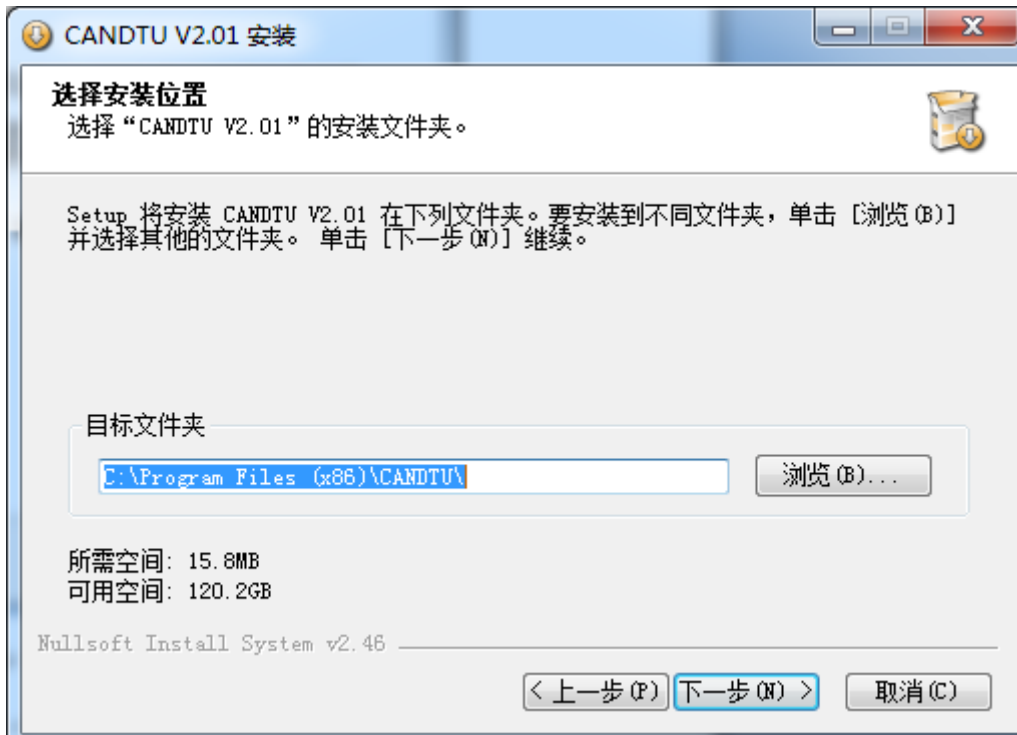 CANDTU V2.01 安装
选择安装位置
选择“CANDTU V2.01”的安装文件夹。
Setup 将安装 CANDTU V2.01 在下列文件夹。要安装到不同文件夹，单击 [浏览(B)]
并选择其他的文件夹。 单击 [下一步(N)] 继续。
目标文件夹
C:\Program Files (x86)\CANDTU\
浏览(B)...
所需空间: 15.8MB
可用空间: 120.2GB
Nullsoft Install System v2.46
< 上一步(P) 下一步(N) > 取消(C)